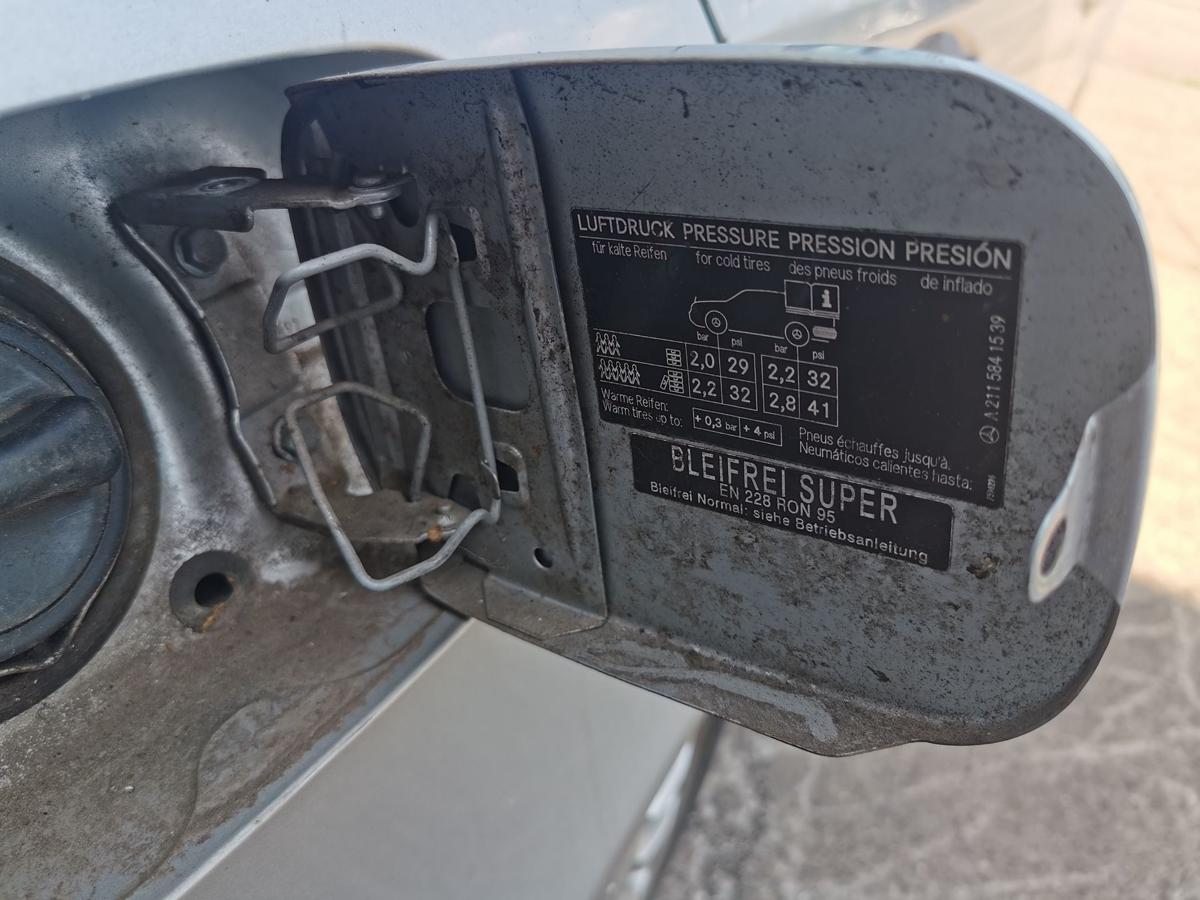 LUFTDRUCK PRESSURE PRESSION PRESIÓN
für kalte Reifen for cold tires des pneus froids de inflado
i
bar psi bar psi
2,0 29 2,2 32
2,2 32 2,8 41
Warme Reifen:
Warm tires up to: + 0,3 bar + 4 psi
Pneus échauffes jusqu'à.
Neumáticos calientes hasta:
A 211 584 15 39
BLEIFREI SUPER
EN 228 RON 95
Bleifrei Normal: siehe Betriebsanleitung